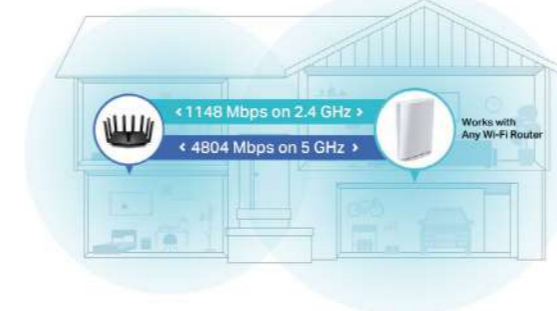 <1148 Mbps on 2.4 GHz >
< 4804 Mbps on 5 GHz >
Works with
Any Wi-Fi Router